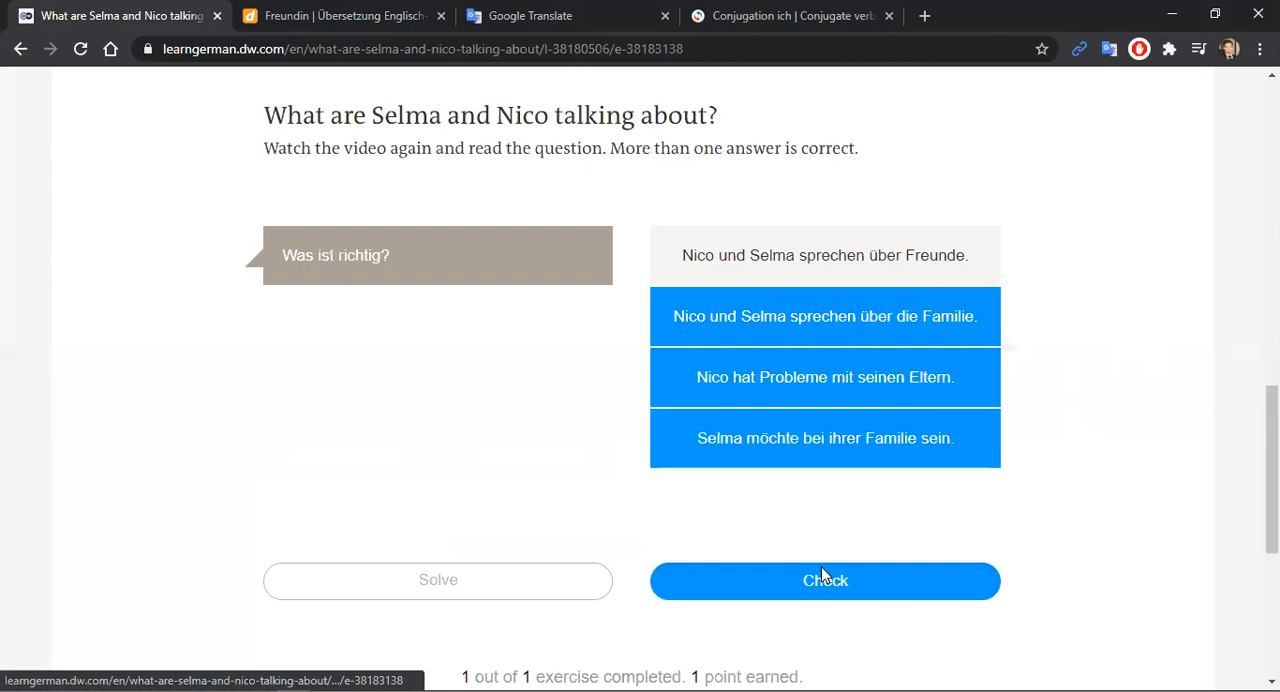 What are Selma and Nico talking
Freundin | Übersetzung Englisch-
Google Translate
Conjugation ich | Conjugate verb
learngerman.dw.com/en/what-are-selma-and-nico-talking-about/l-38180506/e-38183138
What are Selma and Nico talking about?
Watch the video again and read the question. More than one answer is correct.
Was ist richtig?
Nico und Selma sprechen über Freunde.
Nico und Selma sprechen über die Familie.
Nico hat Probleme mit seinen Eltern.
Selma möchte bei ihrer Familie sein.
Solve
Check
1 out of 1 exercise completed. 1 point earned.
learngerman.dw.com/en/what-are-selma-and-nico-talking-about/.../e-38183138